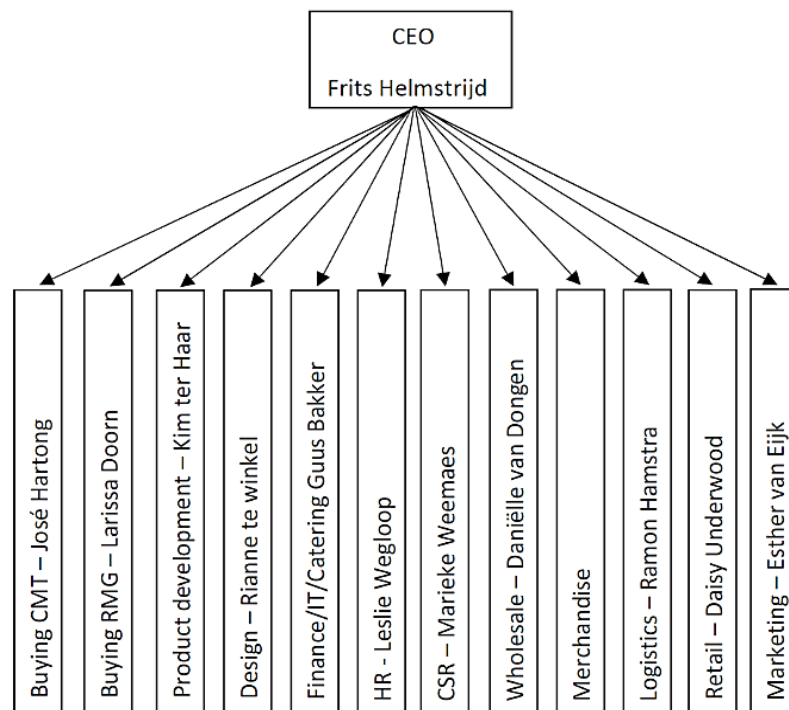 CEO
Frits Helmstrijd
Buying CMT – José Hartong
Buying RMG – Larissa Doorn
Product development – Kim ter Haar
Design – Rianne te winkel
Finance/IT/Catering Guus Bakker
HR - Leslie Wegloop
CSR – Marieke Weemaes
Wholesale – Daniëlle van Dongen
Merchandise
Logistics – Ramon Hamstra
Retail – Daisy Underwood
Marketing – Esther van Eijk